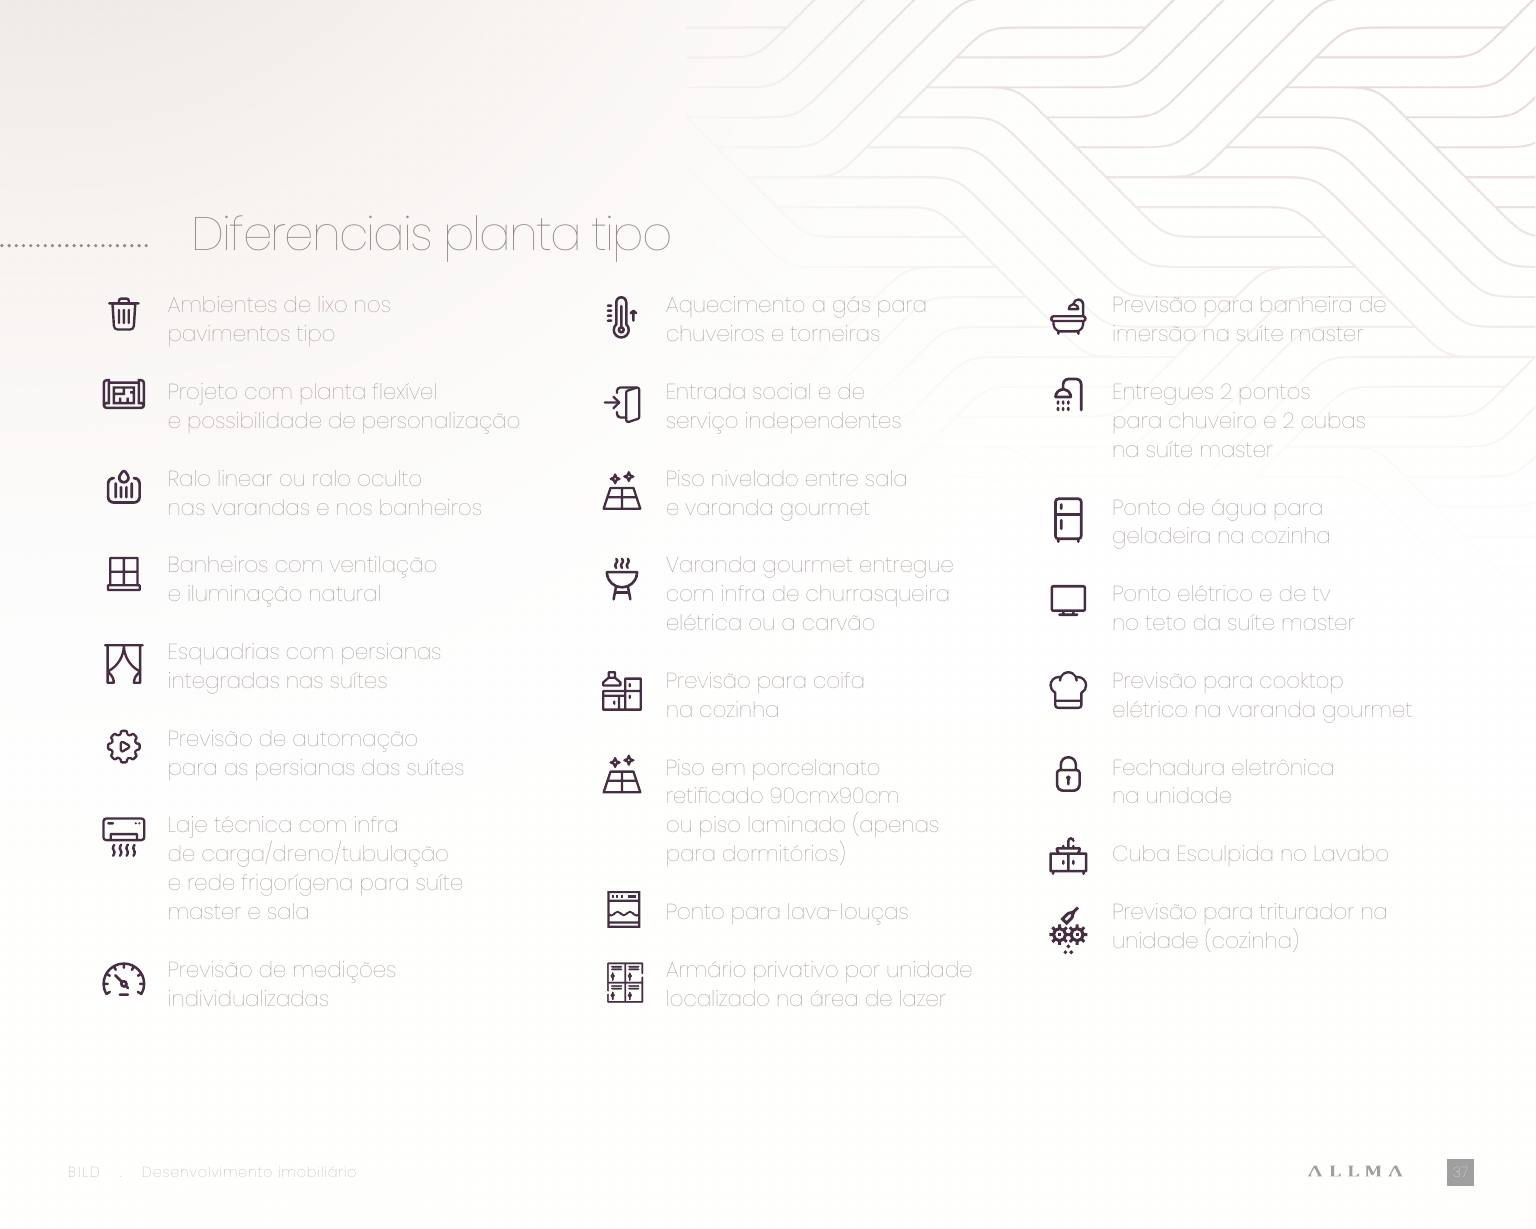 Diferenciais planta tipo
Ambientes de lixo nos
pavimentos tipo
Projeto com planta flexível
e possibilidade de personalização
Ralo linear ou ralo oculto
nas varandas e nos banheiros
Banheiros com ventilação
e iluminação natural
Esquadrias com persianas
integradas nas suítes
Previsão de automação
para as persianas das suítes
Laje técnica com infra
de carga/dreno/tubulação
e rede frigorígena para suíte
master e sala
Previsão de medições
individualizadas
Aquecimento a gás para
chuveiros e torneiras
Entrada social e de
serviço independentes
Piso nivelado entre sala
e varanda gourmet
Varanda gourmet entregue
com infra de churrasqueira
elétrica ou a carvão
Previsão para coifa
na cozinha
Piso em porcelanato
retificado 90cmx90cm
ou piso laminado (apenas
para dormitórios)
Ponto para lava-louças
Armário privativo por unidade
localizado na área de lazer
Previsão para banheira de
imersão na suíte master
Entregues 2 pontos
para chuveiro e 2 cubas
na suíte master
Ponto de água para
geladeira na cozinha
Ponto elétrico e de tv
no teto da suíte master
Previsão para cooktop
elétrico na varanda gourmet
Fechadura eletrônica
na unidade
Cuba Esculpida no Lavabo
Previsão para triturador na
unidade (cozinha)
BILD . Desenvolvimento imobiliário
ALLMA 37